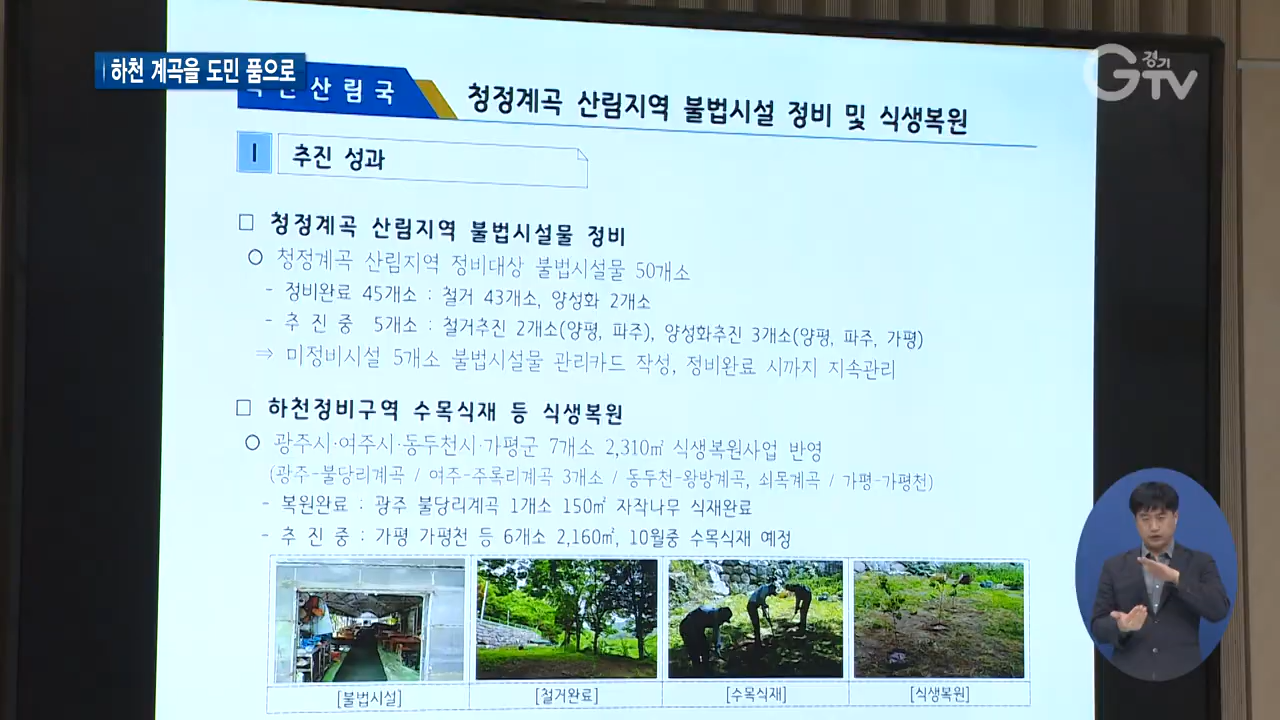 하천 계곡을 도민 품으로
경기
GTV
산림국
청정계곡 산림지역 불법시설 정비 및 식생복원
Ⅰ 추진 성과
□ 청정계곡 산림지역 불법시설물 정비
○ 청정계곡 산림지역 정비대상 불법시설물 50개소
- 정비완료 45개소 : 철거 43개소, 양성화 2개소
- 추 진 중 5개소 : 철거추진 2개소(양평, 파주), 양성화추진 3개소(양평, 파주, 가평)
⇒ 미정비시설 5개소 불법시설물 관리카드 작성, 정비완료 시까지 지속관리
□ 하천정비구역 수목식재 등 식생복원
○ 광주시·여주시·동두천시·가평군 7개소 2,310㎡ 식생복원사업 반영
(광주-불당리계곡 / 여주-주록리계곡 3개소 / 동두천-왕방계곡, 쇠목계곡 / 가평-가평천)
- 복원완료 : 광주 불당리계곡 1개소 150㎡ 자작나무 식재완료
- 추 진 중 : 가평 가평천 등 6개소 2,160㎡, 10월중 수목식재 예정
[불법시설] [철거완료] [수목식재] [식생복원]